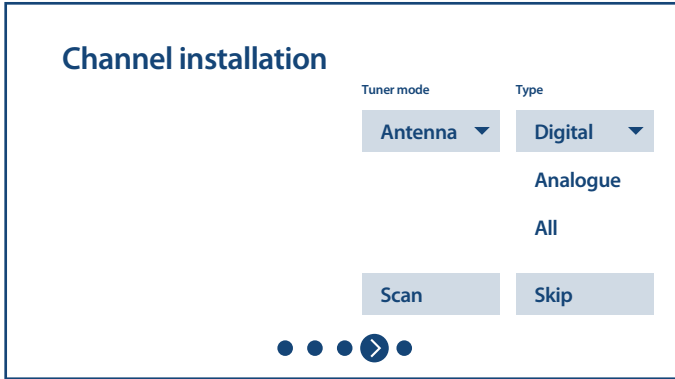 Channel installation
Tuner mode Type
Antenna Digital
Analogue
All
Scan Skip